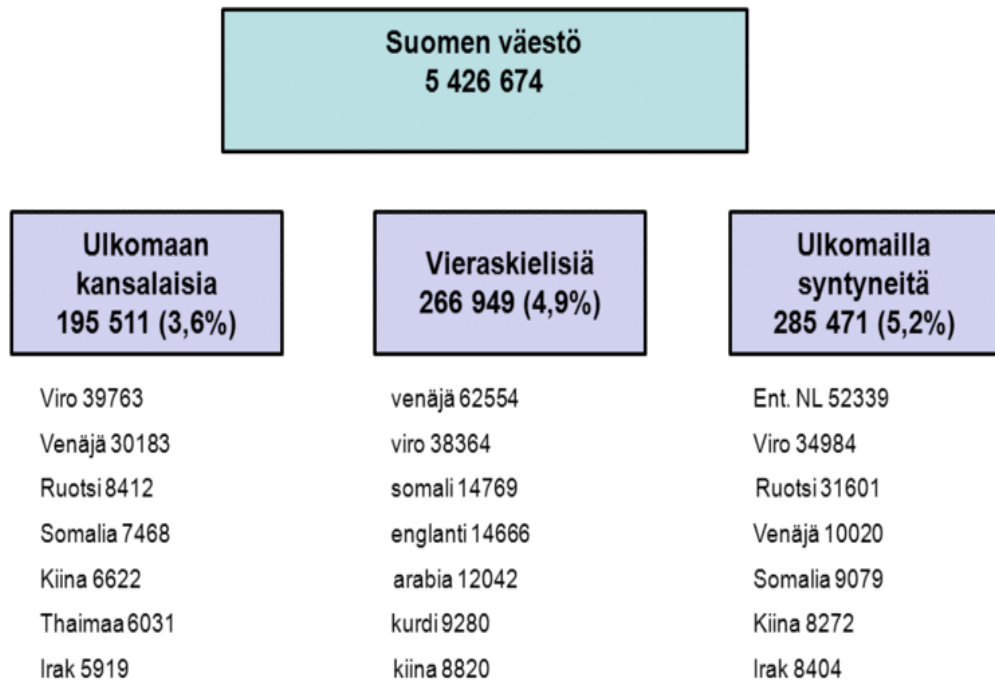 Suomen väestö
5 426 674
Ulkomaan
kansalaisia
195 511 (3,6%)
Viro 39763
Venäjä 30183
Ruotsi 8412
Somalia 7468
Kiina 6622
Thaimaa 6031
Irak 5919
Vieraskielisiä
266 949 (4,9%)
venäjä 62554
viro 38364
somali 14769
englanti 14666
arabia 12042
kurdi 9280
kiina 8820
Ulkomailla
syntyneitä
285 471 (5,2%)
Ent. NL 52339
Viro 34984
Ruotsi 31601
Venäjä 10020
Somalia 9079
Kiina 8272
Irak 8404